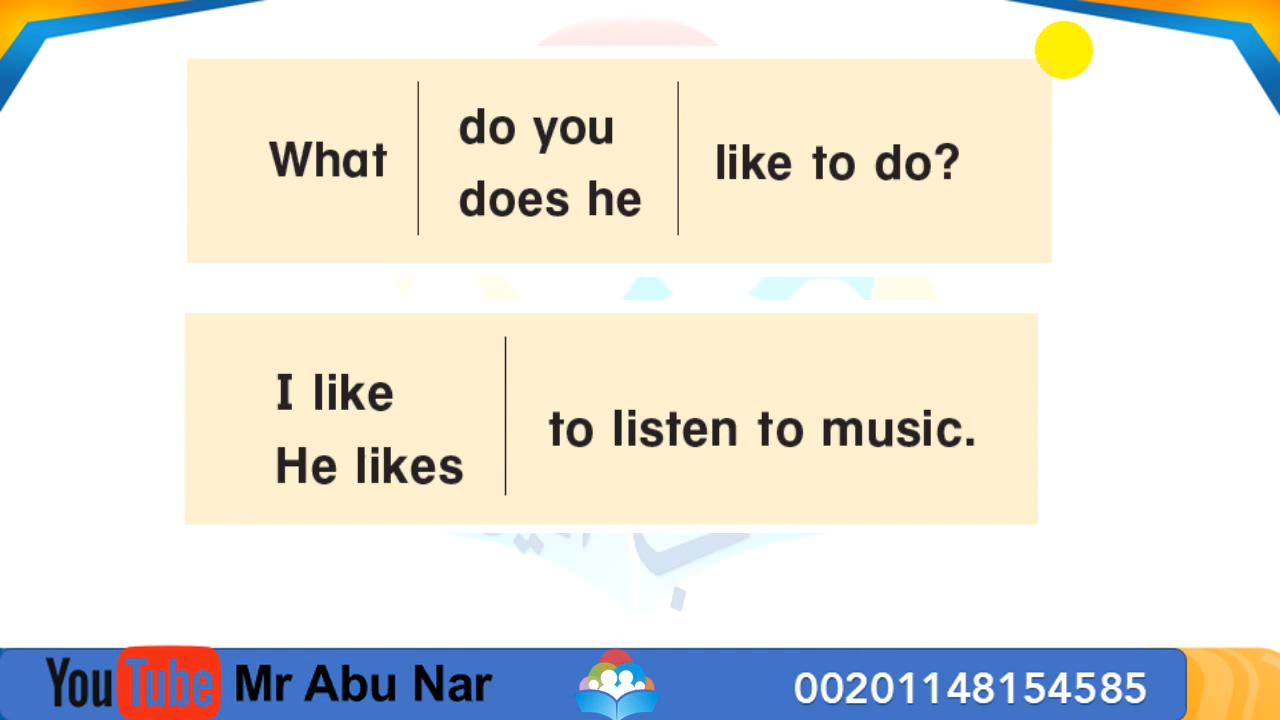 What
do you
does he
like to do?
I like
He likes
to listen to music.
YouTube Mr Abu Nar
00201148154585